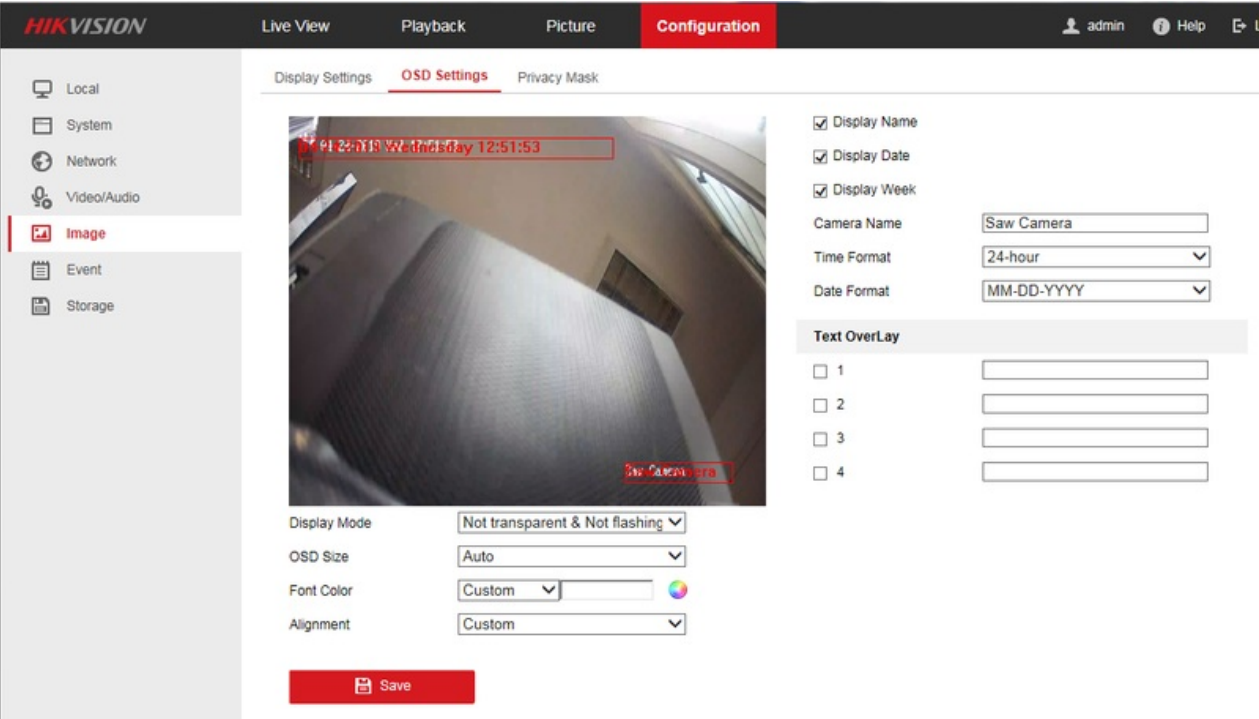 HIKVISION
Live View Playback Picture Configuration admin Help
Local
System
Network
Video/Audio
Image
Event
Storage
Display Settings OSD Settings Privacy Mask
Wednesday 12:51:53
Saw Camera
Display Mode Not transparent & Not flashing
OSD Size Auto
Font Color Custom
Alignment Custom
Save
Display Name
Display Date
Display Week
Camera Name Saw Camera
Time Format 24-hour
Date Format MM-DD-YYYY
Text OverLay
1
2
3
4